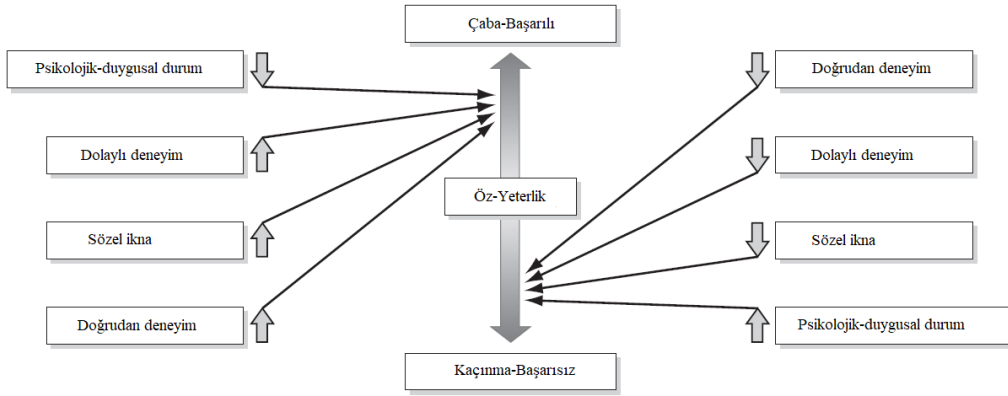 Çaba-Başarılı
Psikolojik-duygusal durum
Dolaylı deneyim
Sözel ikna
Doğrudan deneyim
Öz-Yeterlik
Doğrudan deneyim
Dolaylı deneyim
Sözel ikna
Psikolojik-duygusal durum
Kaçınma-Başarısız